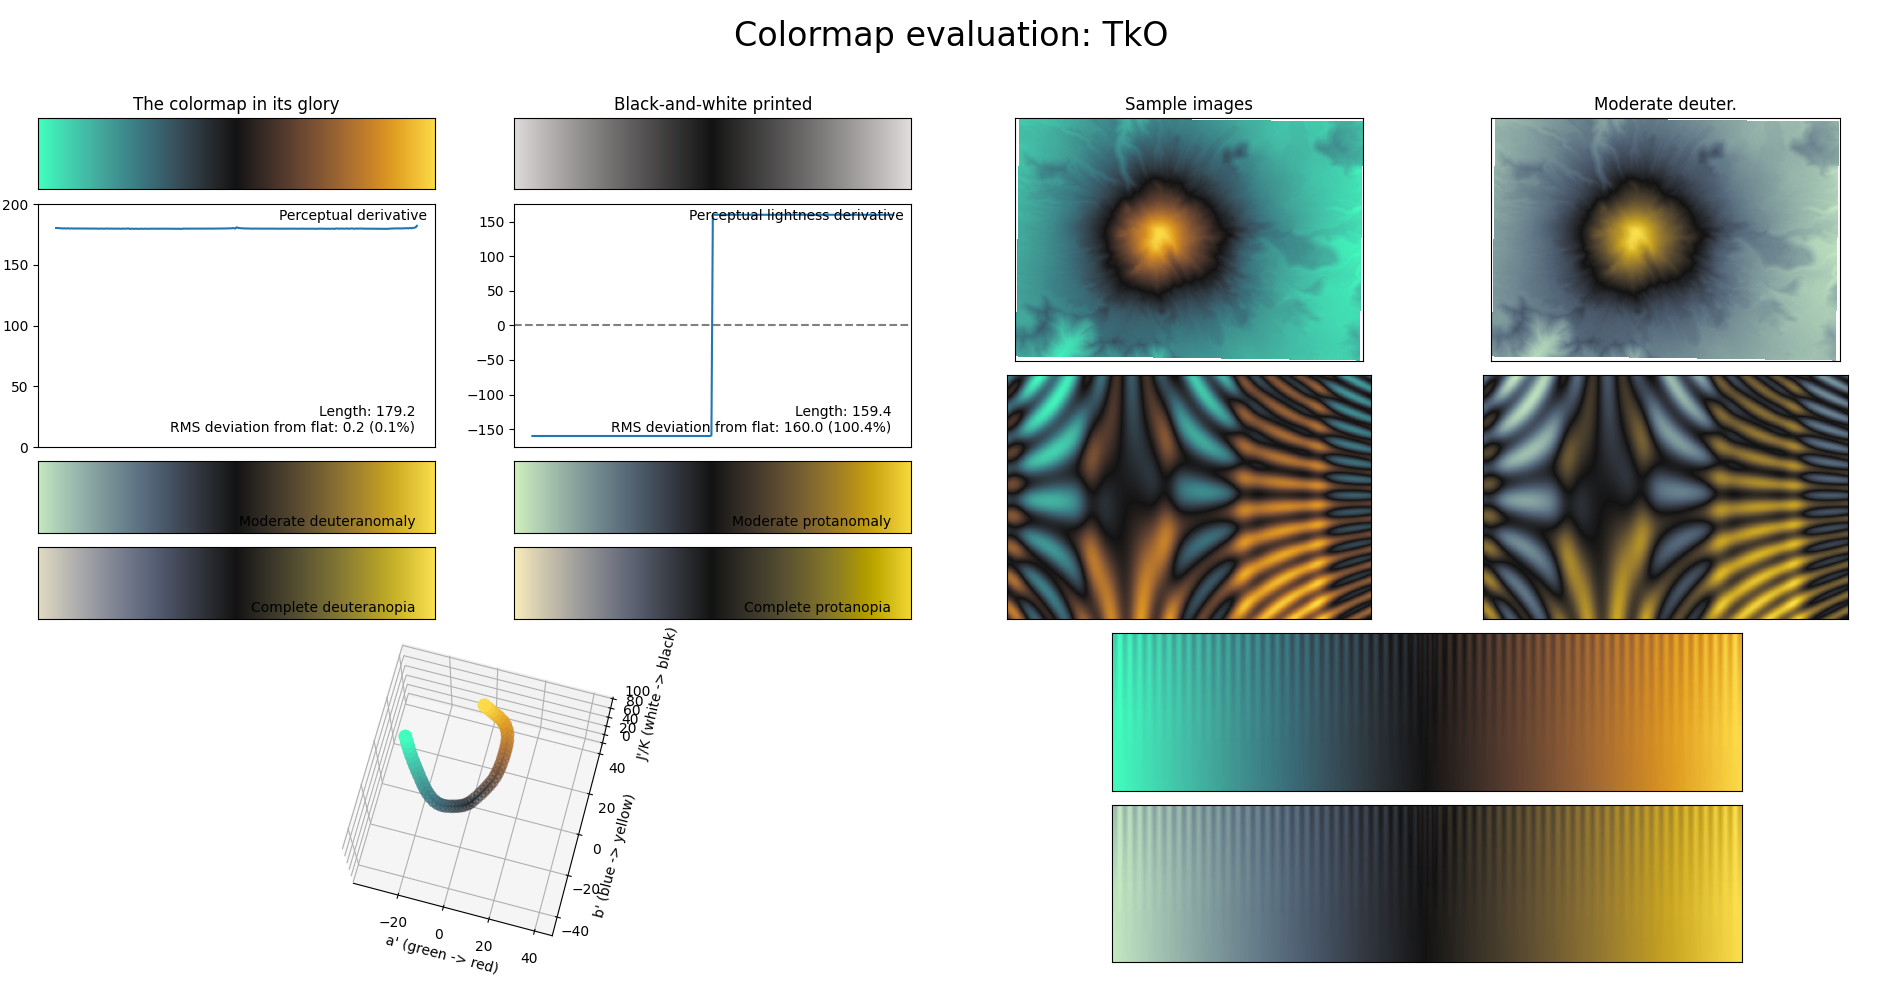 Colormap evaluation: TkO
The colormap in its glory
Black-and-white printed
Sample images
Moderate deuter.
200
150
100
50
0
Perceptual derivative
Length: 179.2
RMS deviation from flat: 0.2 (0.1%)
150
100
50
0
−50
−100
−150
Perceptual lightness derivative
Length: 159.4
RMS deviation from flat: 160.0 (100.4%)
Moderate deuteranomaly
Moderate protanomaly
Complete deuteranopia
Complete protanopia
100
80
60
40
20
0
J'/K (white -> black)
40
20
0
−20
−40
b' (blue -> yellow)
−20
0
20
40
a' (green -> red)